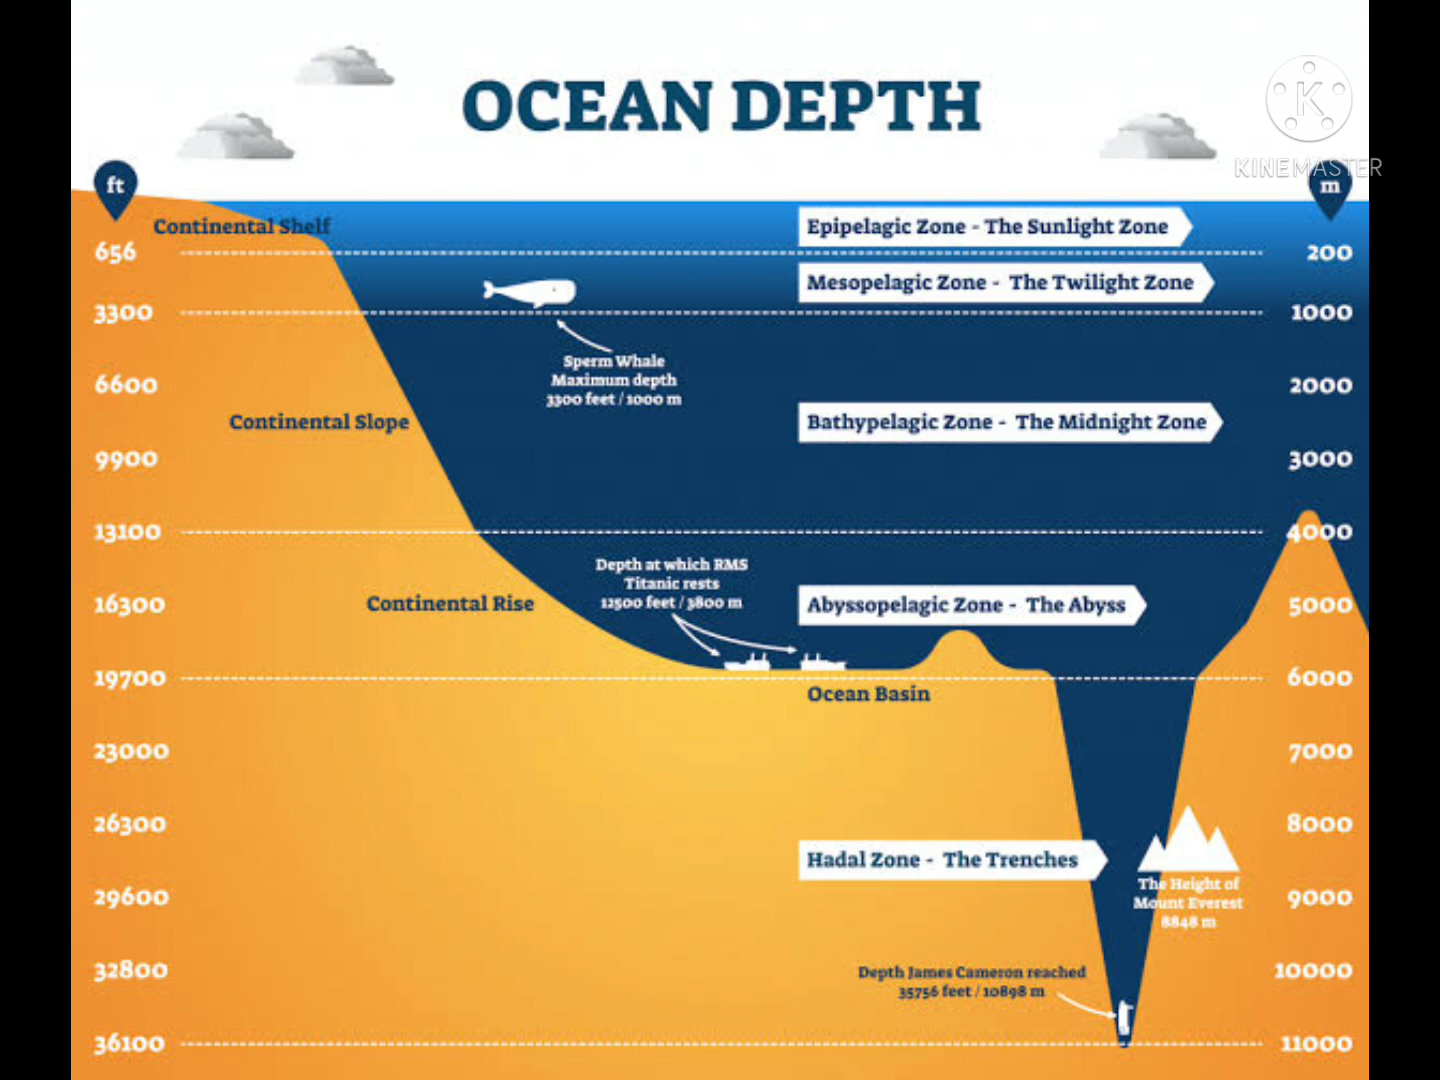 OCEAN DEPTH
KINEMASTER
ft
m
Continental Shelf
Epipelagic Zone - The Sunlight Zone
656
200
Mesopelagic Zone - The Twilight Zone
3300
1000
Sperm Whale
Maximum depth
3300 feet / 1000 m
6600
2000
Continental Slope
Bathypelagic Zone - The Midnight Zone
9900
3000
13100
4000
Depth at which RMS
Titanic rests
12500 feet / 3800 m
16300
Continental Rise
Abyssopelagic Zone - The Abyss
5000
19700
6000
Ocean Basin
23000
7000
26300
8000
Hadal Zone - The Trenches
The Height of
Mount Everest
8848 m
29600
9000
32800
10000
Depth James Cameron reached
35756 feet / 10898 m
36100
11000